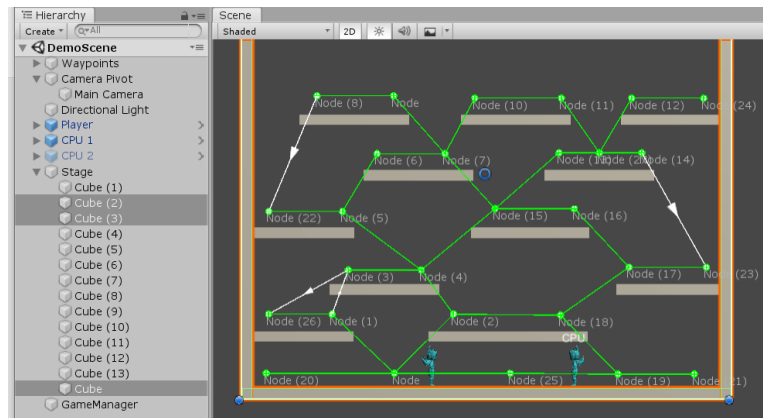 Hierarchy
Create
Q▾All
DemoScene
Waypoints
Camera Pivot
Main Camera
Directional Light
Player
CPU 1
CPU 2
Stage
Cube (1)
Cube (2)
Cube (3)
Cube (4)
Cube (5)
Cube (6)
Cube (7)
Cube (8)
Cube (9)
Cube (10)
Cube (11)
Cube (12)
Cube (13)
Cube
GameManager
Scene
Shaded 2D
Node (8) Node Node (10) Node (11) Node (12) Node (24)
Node (6) Node (7) Node (14)
Node (22) Node (5) Node (15) Node (16)
Node (3) Node (4) Node (17) Node (23)
Node (26) Node (1) Node (2) Node (18)
CPU
Node (20) Node Node (25) Node (19)